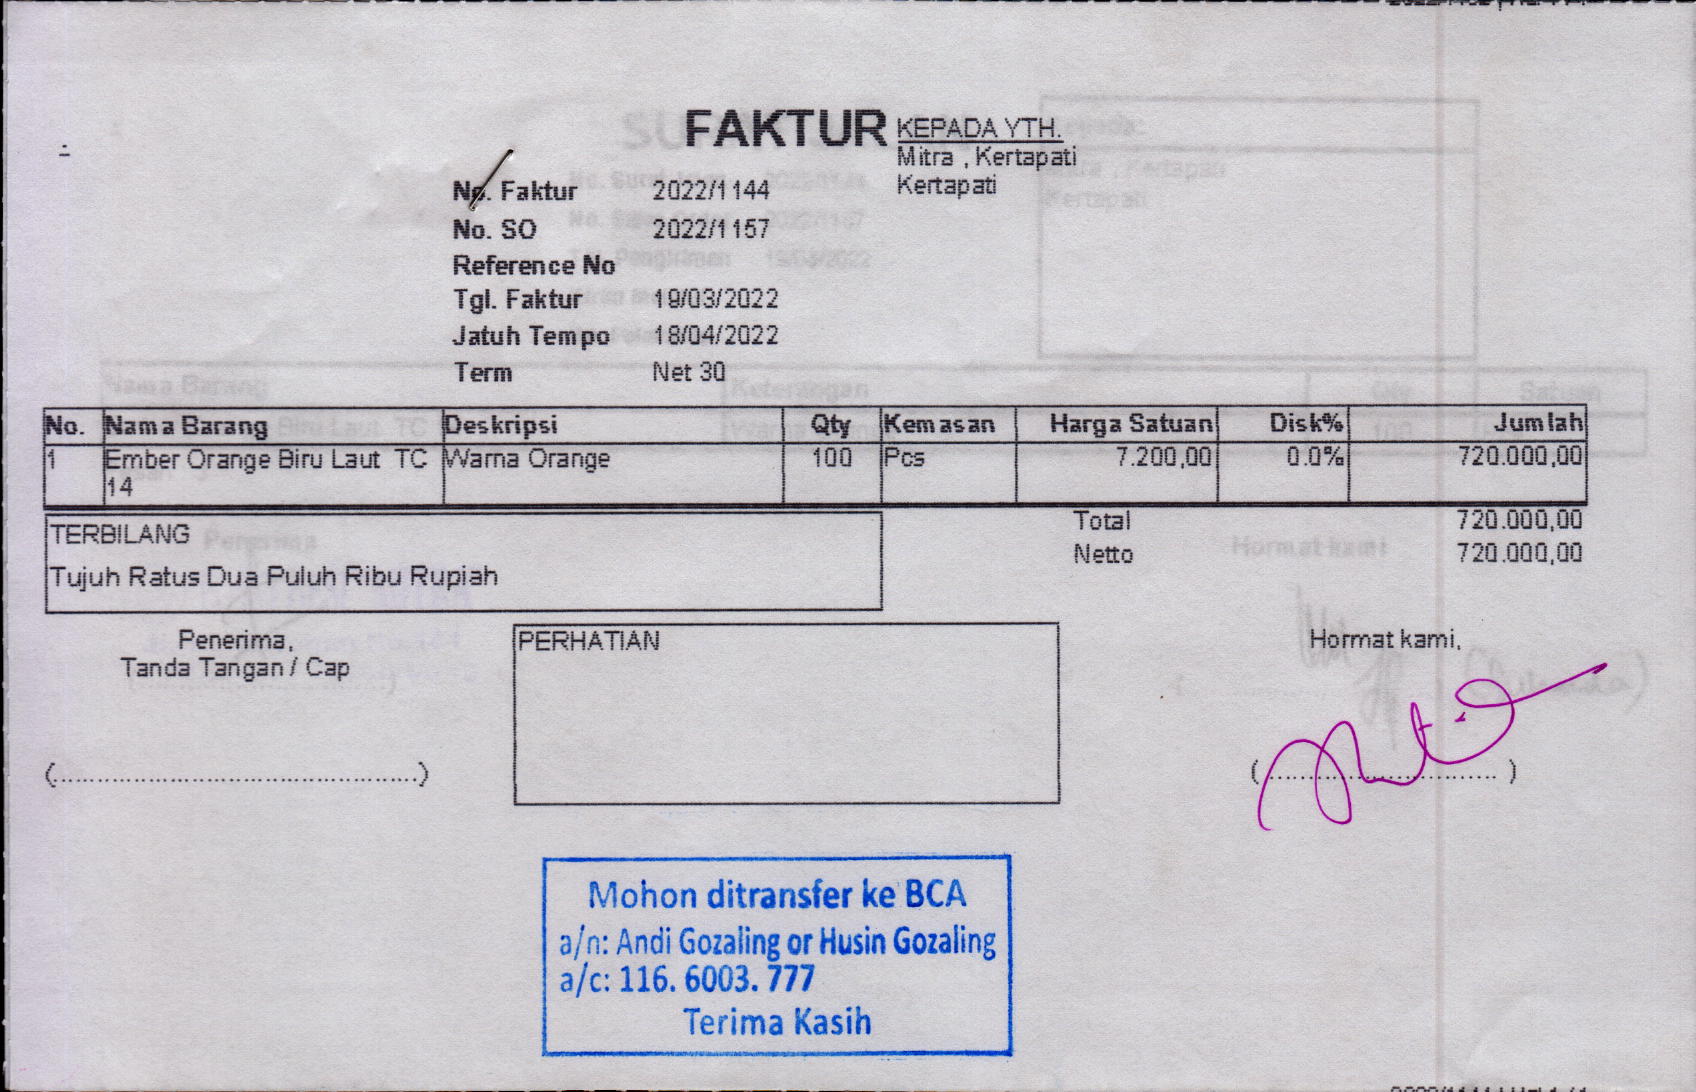 FAKTUR
KEPADA YTH.
Mitra , Kertapati
Kertapati
No. Faktur 2022/1144
No. SO 2022/1157
Reference No
Tgl. Faktur 19/03/2022
Jatuh Tempo 18/04/2022
Term Net 30
No. Nama Barang Deskripsi Qty Kemasan Harga Satuan Disk% Jumlah
1 Ember Orange Biru Laut TC 14 Warna Orange 100 Pcs 7.200,00 0.0% 720.000,00
Total 720.000,00
Netto 720.000,00
TERBILANG
Tujuh Ratus Dua Puluh Ribu Rupiah
Penerima,
Tanda Tangan / Cap
PERHATIAN
Hormat kami,
(..........................................)
(.......................... )
Mohon ditransfer ke BCA
a/n: Andi Gozaling or Husin Gozaling
a/c: 116. 6003. 777
Terima Kasih